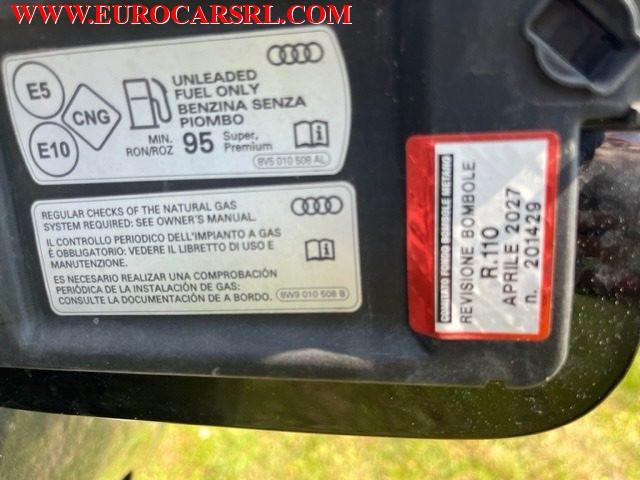 WWW.EUROCARSRL.COM
E5
CNG
E10
UNLEADED
FUEL ONLY
BENZINA SENZA
PIOMBO
MIN.
RON/ROZ
95
Super,
Premium
8V5 010 508 AL
REGULAR CHECKS OF THE NATURAL GAS
SYSTEM REQUIRED: SEE OWNER'S MANUAL.
IL CONTROLLO PERIODICO DELL'IMPIANTO A GAS
È OBBLIGATORIO: VEDERE IL LIBRETTO DI USO E
MANUTENZIONE.
ES NECESARIO REALIZAR UNA COMPROBACIÓN
PERIÓDICA DE LA INSTALACIÓN DE GAS:
CONSULTE LA DOCUMENTACIÓN DE A BORDO.
8W9 010 508 B
BOMBOLE METANO
REVISIONE BOMBOLE
R.110
APRILE 2027
n. 201429